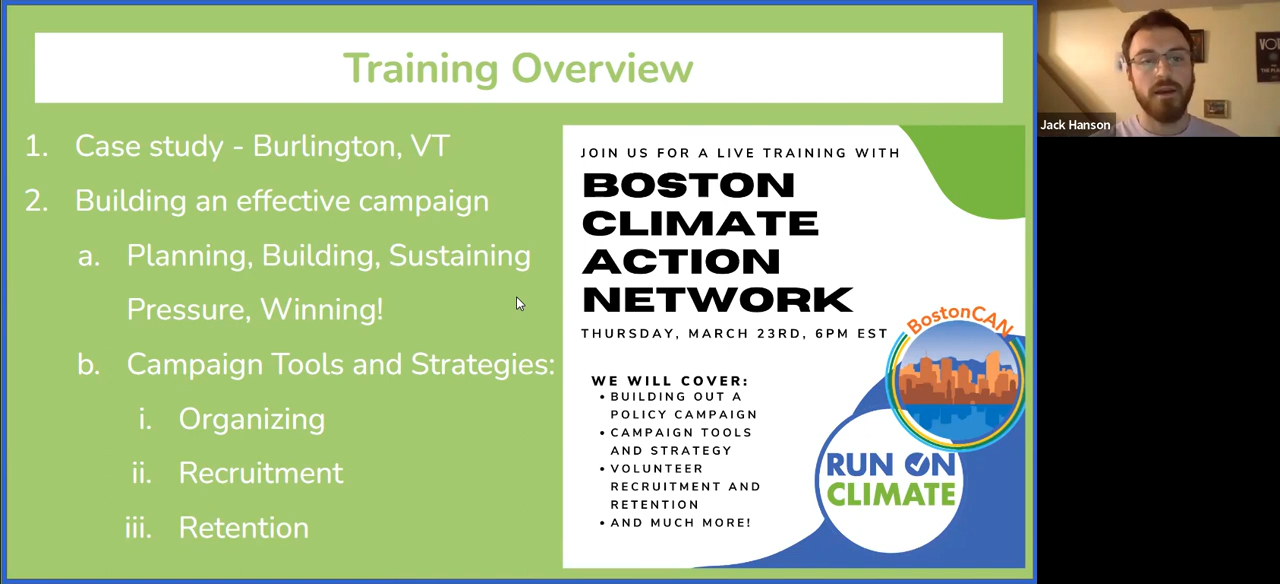 Training Overview
1. Case study - Burlington, VT
2. Building an effective campaign
a. Planning, Building, Sustaining
Pressure, Winning!
b. Campaign Tools and Strategies:
i. Organizing
ii. Recruitment
iii. Retention
JOIN US FOR A LIVE TRAINING WITH
BOSTON
CLIMATE
ACTION
NETWORK
THURSDAY, MARCH 23RD, 6PM EST
BostonCAN
WE WILL COVER:
• BUILDING OUT A
POLICY CAMPAIGN
• CAMPAIGN TOOLS
AND STRATEGY
• VOLUNTEER
RECRUITMENT AND
RETENTION
• AND MUCH MORE!
RUN ON
CLIMATE
Jack Hanson